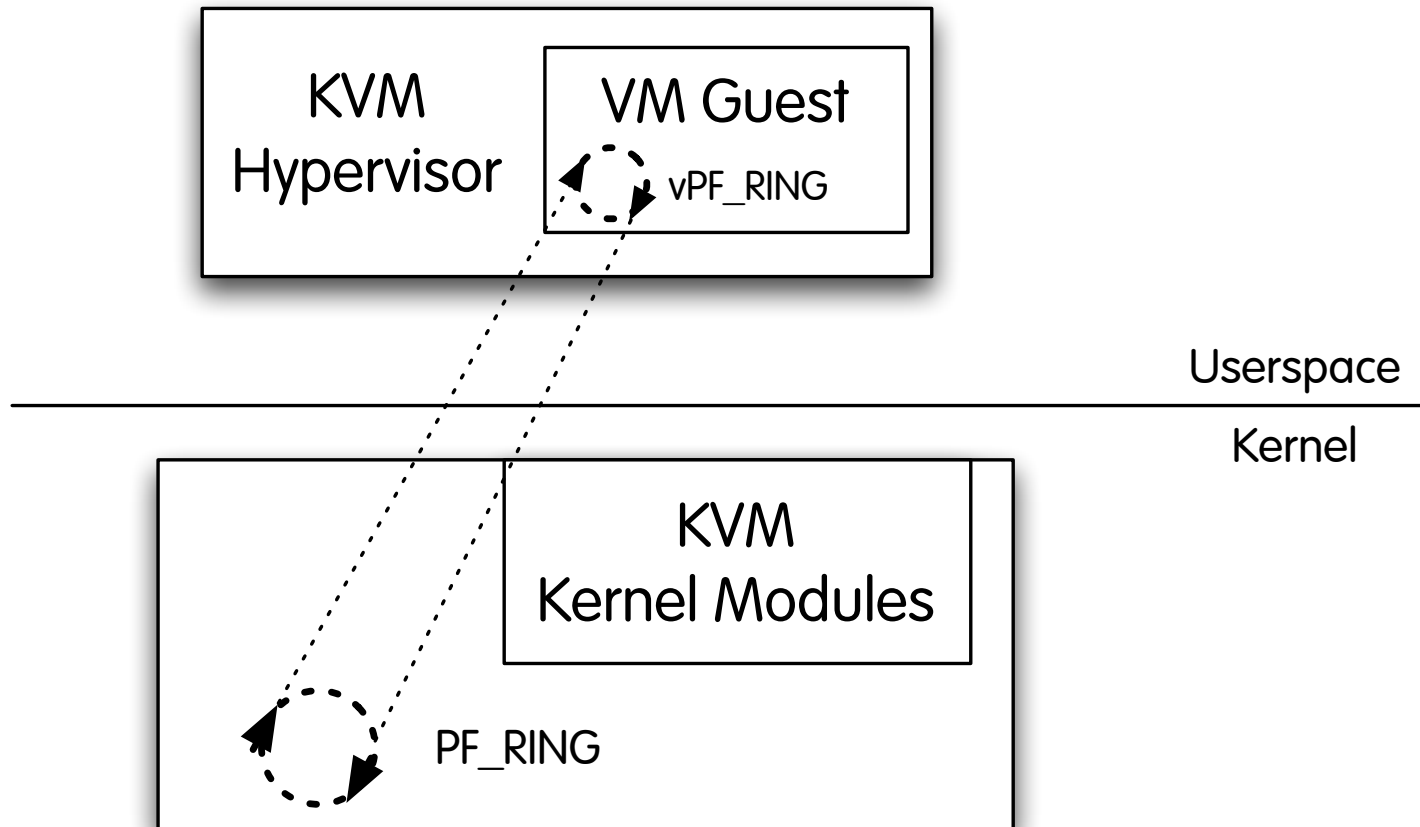 KVM
Hypervisor
VM Guest
vPF_RING
Userspace
Kernel
KVM
Kernel Modules
PF_RING